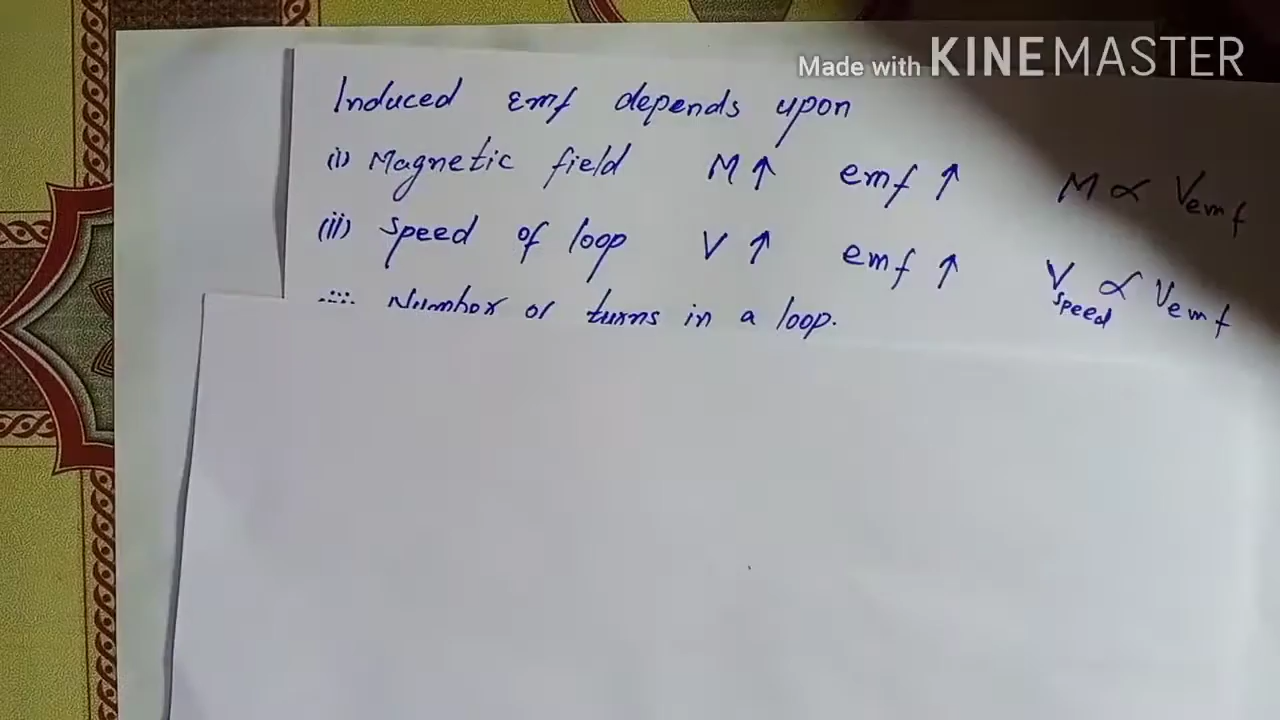 Made with KINEMASTER
Induced emf depends upon
(i) Magnetic field M↑ emf ↑ M ∝ Vemf
(ii) Speed of loop V ↑ emf ↑ V speed ∝ Vemf
Number of turns in a loop.